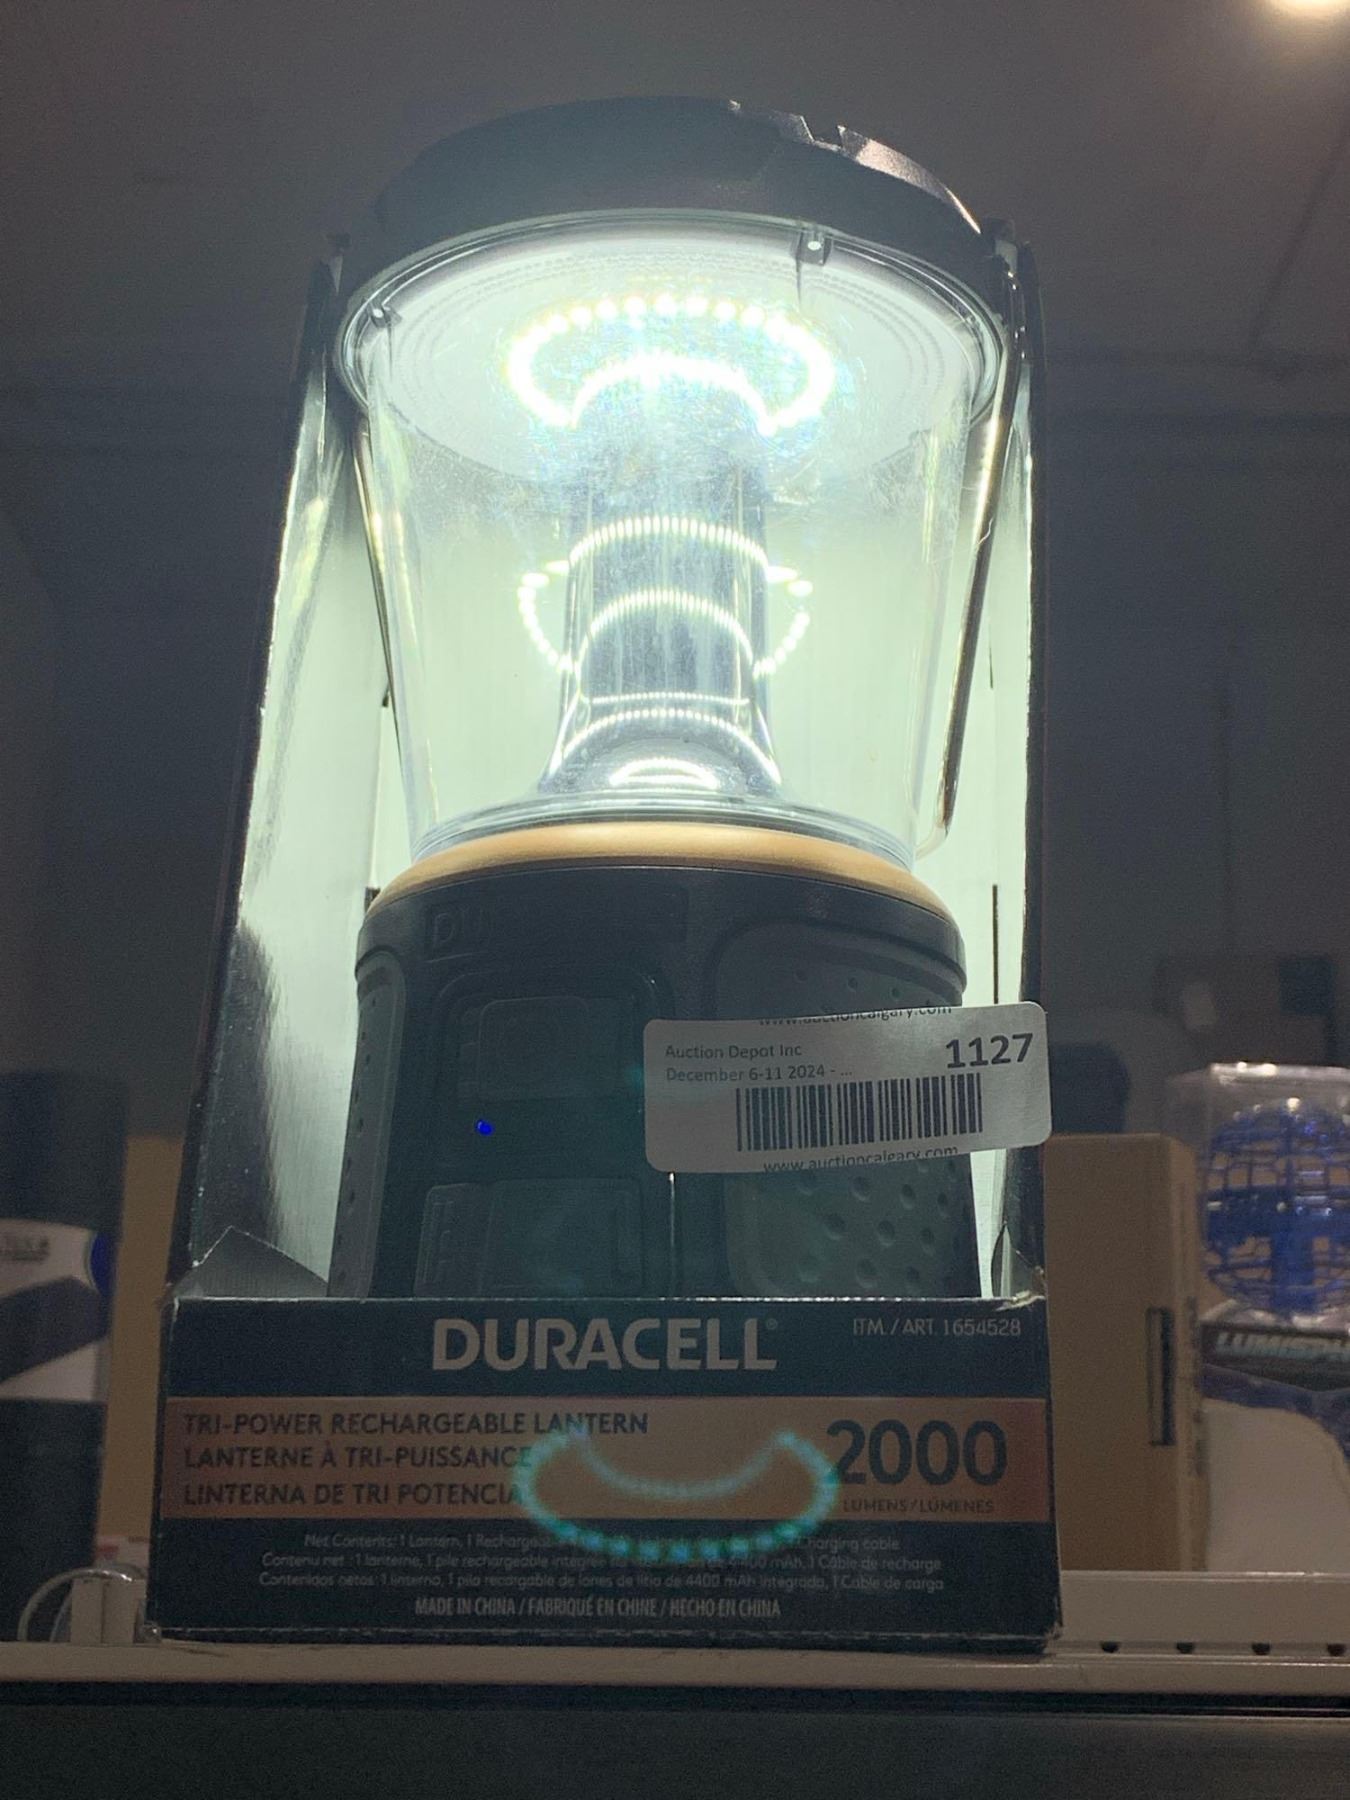 www.auctioncalgary.com
Auction Depot Inc
1127
December 6-11 2024 - ...
www.auctioncalgary.com
DURACELL
ITM. / ART. 1654528
TRI-POWER RECHARGEABLE LANTERN
LANTERNE À TRI-PUISSANCE
LINTERNA DE TRI POTENCIA
2000
LUMENS/LÚMENES
Net Contents: 1 Lantern, 1 Charging cable
Contenu net : 1 lanterne, 1 pile rechargeable intégrée de 4400 mAh, 1 Câble de recharge
Contenidos netos: 1 linterna, 1 pila recargable de iones de litio de 4400 mAh integrada, 1 Cable de carga
MADE IN CHINA / FABRIQUÉ EN CHINE / HECHO EN CHINA